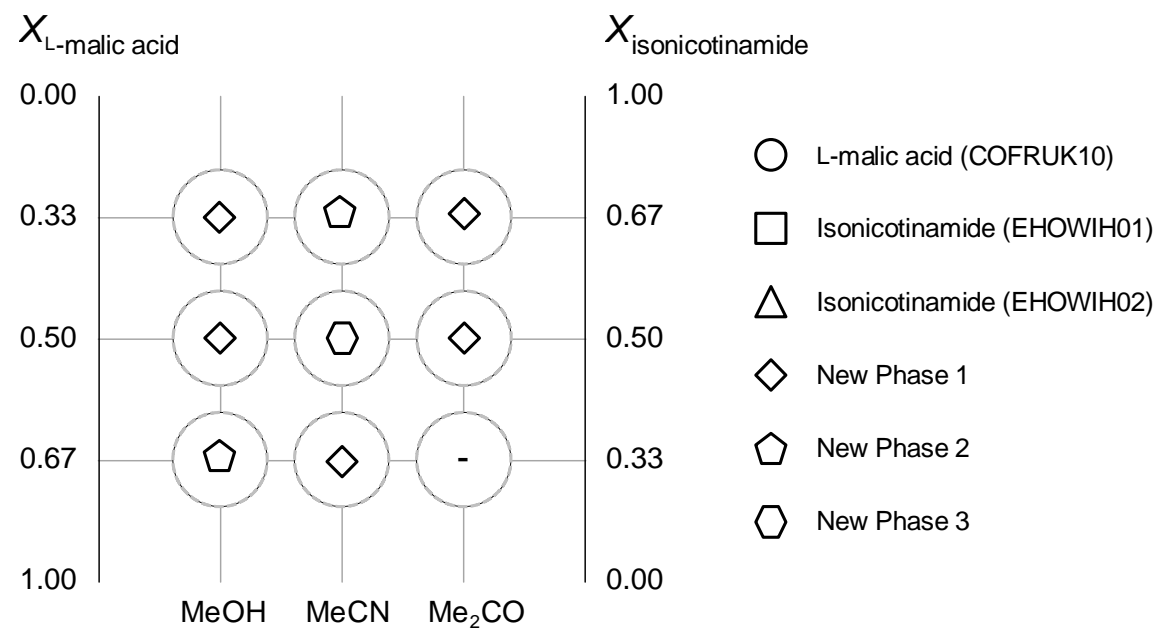 XL-malic acid
Xisonicotinamide
0.00
1.00
L-malic acid (COFRUK10)
0.33
0.67
Isonicotinamide (EHOWIH01)
Isonicotinamide (EHOWIH02)
0.50
0.50
New Phase 1
0.67
-
0.33
New Phase 2
New Phase 3
1.00
0.00
MeOH
MeCN
Me2CO